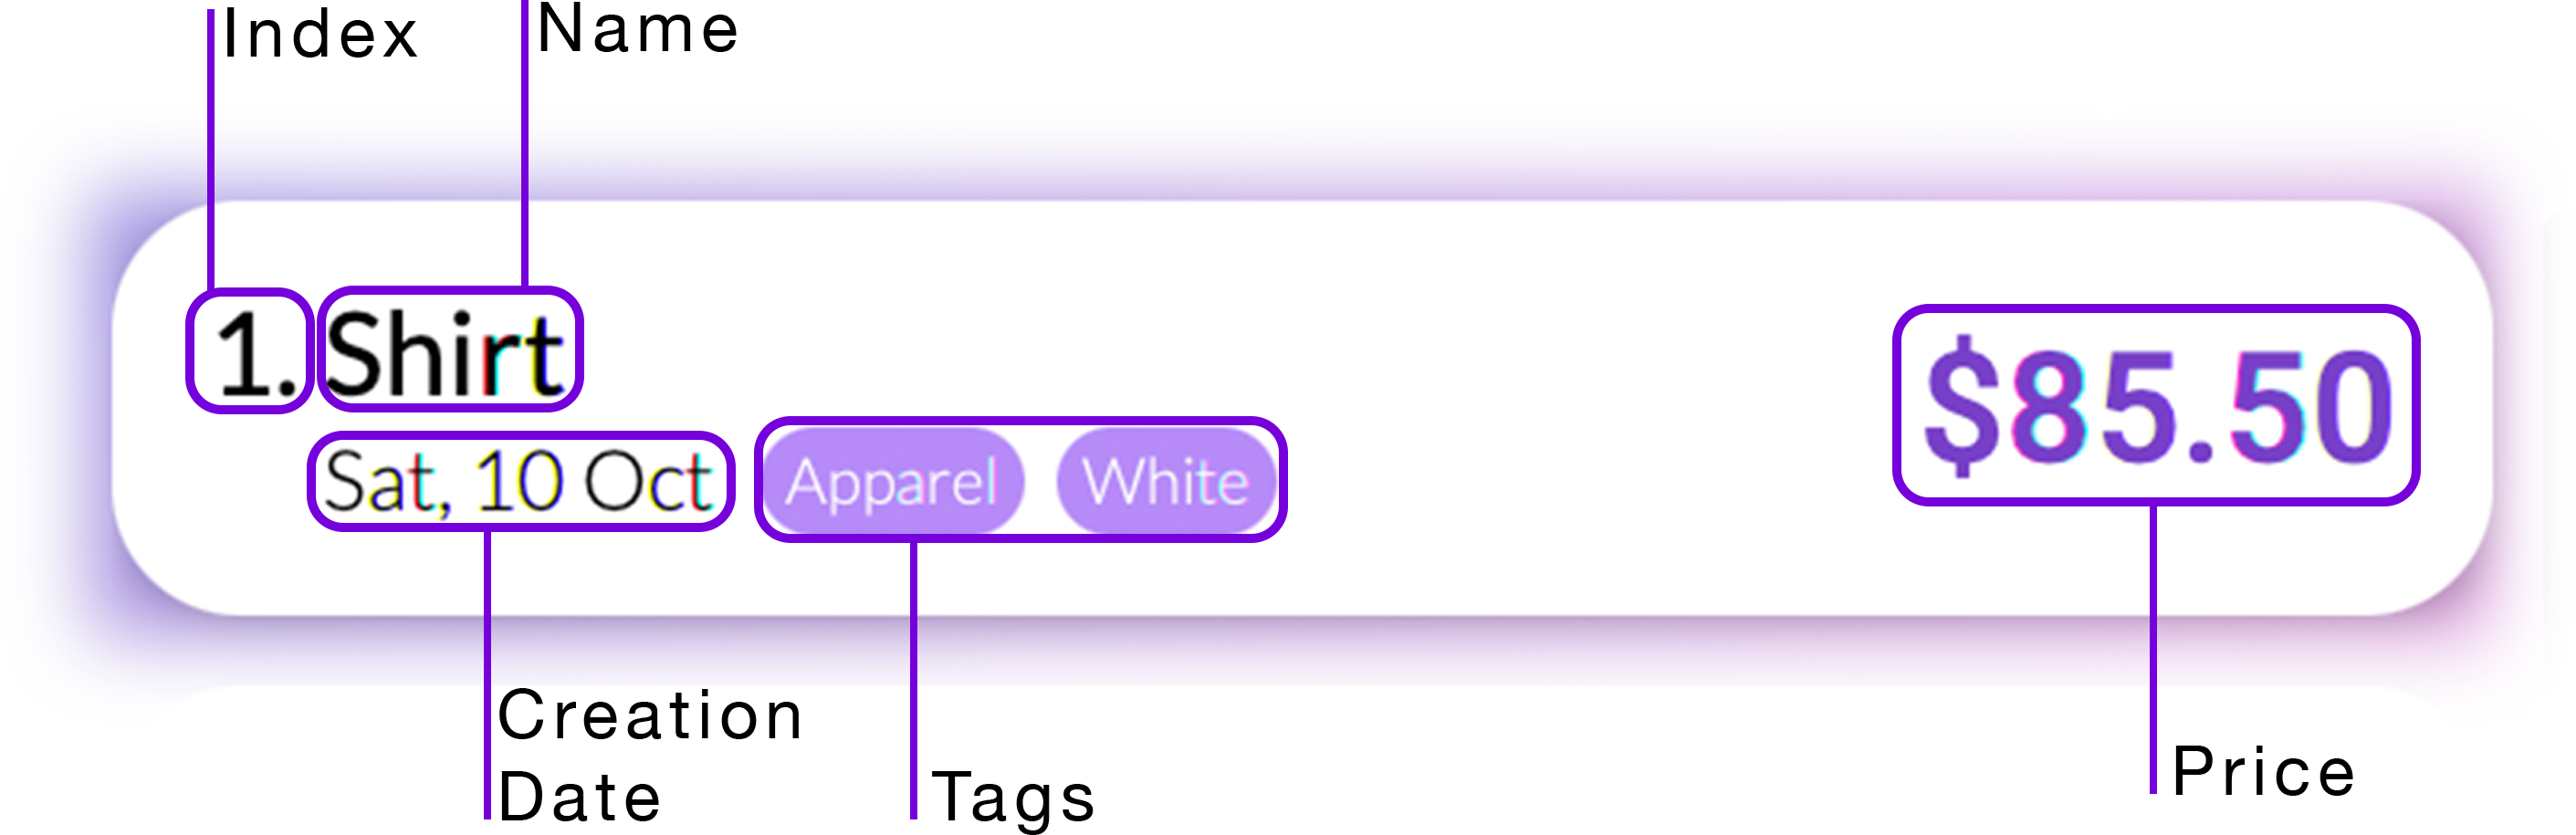 Index
Name
1. Shirt
$85.50
Sat, 10 Oct
Apparel
White
Creation
Date
Tags
Price